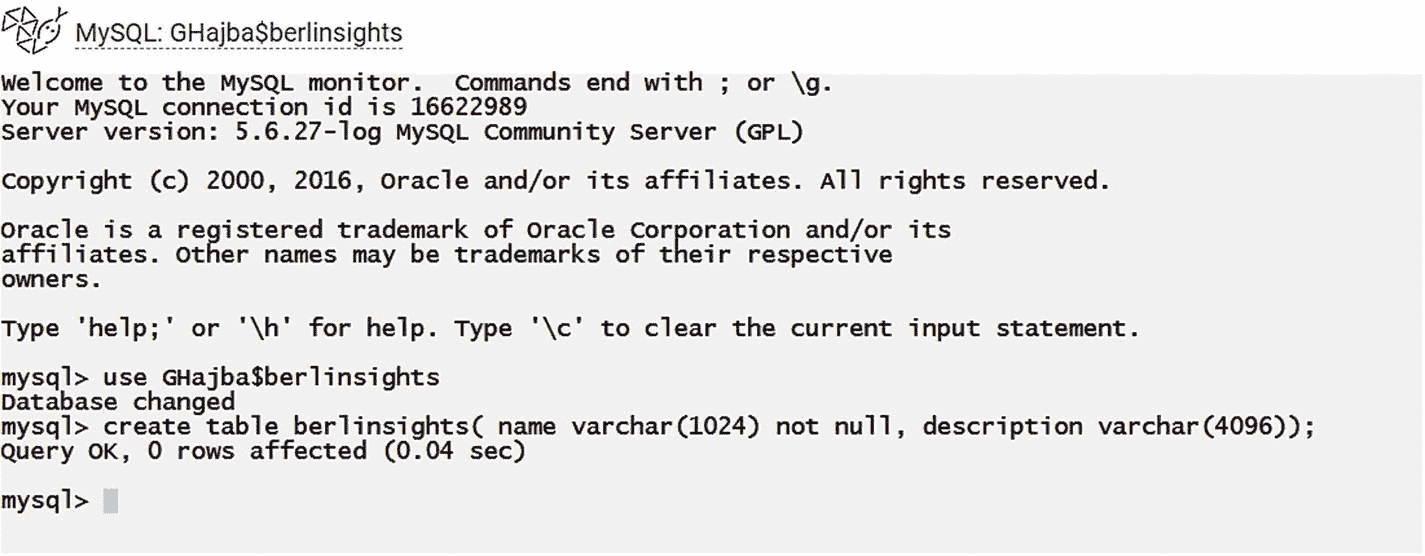 MySQL: GHajba$berlinsights
Welcome to the MySQL monitor.  Commands end with ; or \g.
Your MySQL connection id is 16622989
Server version: 5.6.27-log MySQL Community Server (GPL)
Copyright (c) 2000, 2016, Oracle and/or its affiliates. All rights reserved.
Oracle is a registered trademark of Oracle Corporation and/or its
affiliates. Other names may be trademarks of their respective
owners.
Type 'help;' or '\h' for help. Type '\c' to clear the current input statement.
mysql> use GHajba$berlinsights
Database changed
mysql> create table berlinsights( name varchar(1024) not null, description varchar(4096));
Query OK, 0 rows affected (0.04 sec)
mysql>